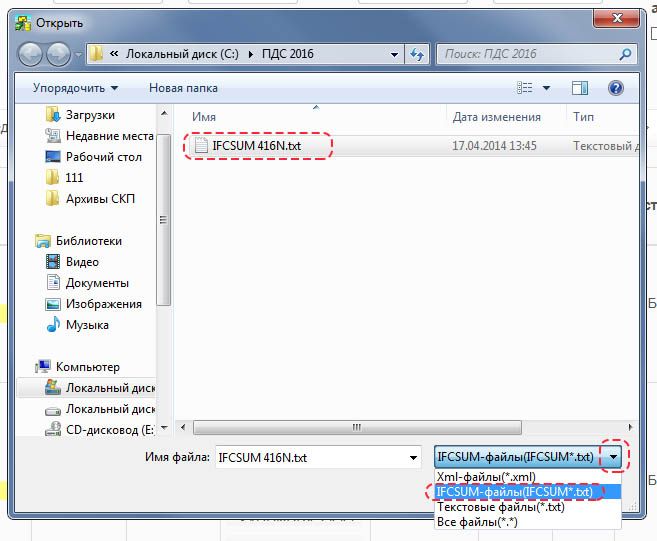 Открыть
« Локальный диск (C:) ПДС 2016
Поиск: ПДС 2016
Упорядочить Новая папка
Имя Дата изменения Тип
IFCSUM 416N.txt 17.04.2014 13:45 Текстовый д
Загрузки
Недавние места
Рабочий стол
111
Архивы СКП
Библиотеки
Видео
Документы
Изображения
Музыка
Компьютер
Локальный диск
Локальный диск
CD-дисковод (E:
Имя файла: IFCSUM 416N.txt IFCSUM-файлы(IFCSUM*.txt)
Xml-файлы(*.xml)
IFCSUM-файлы(IFCSUM*.txt)
Текстовые файлы(*.txt)
Все файлы(*.*)